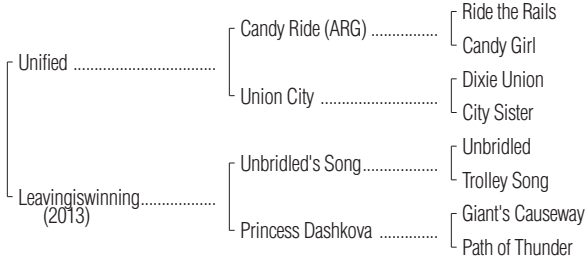 Ride the Rails
Candy Ride (ARG) ................
Candy Girl
Unified ..................................
Dixie Union
Union City ............................
City Sister
Unbridled
Unbridled's Song..................
Trolley Song
Leavingiswinning..................
(2013)
Giant's Causeway
Princess Dashkova ..............
Path of Thunder